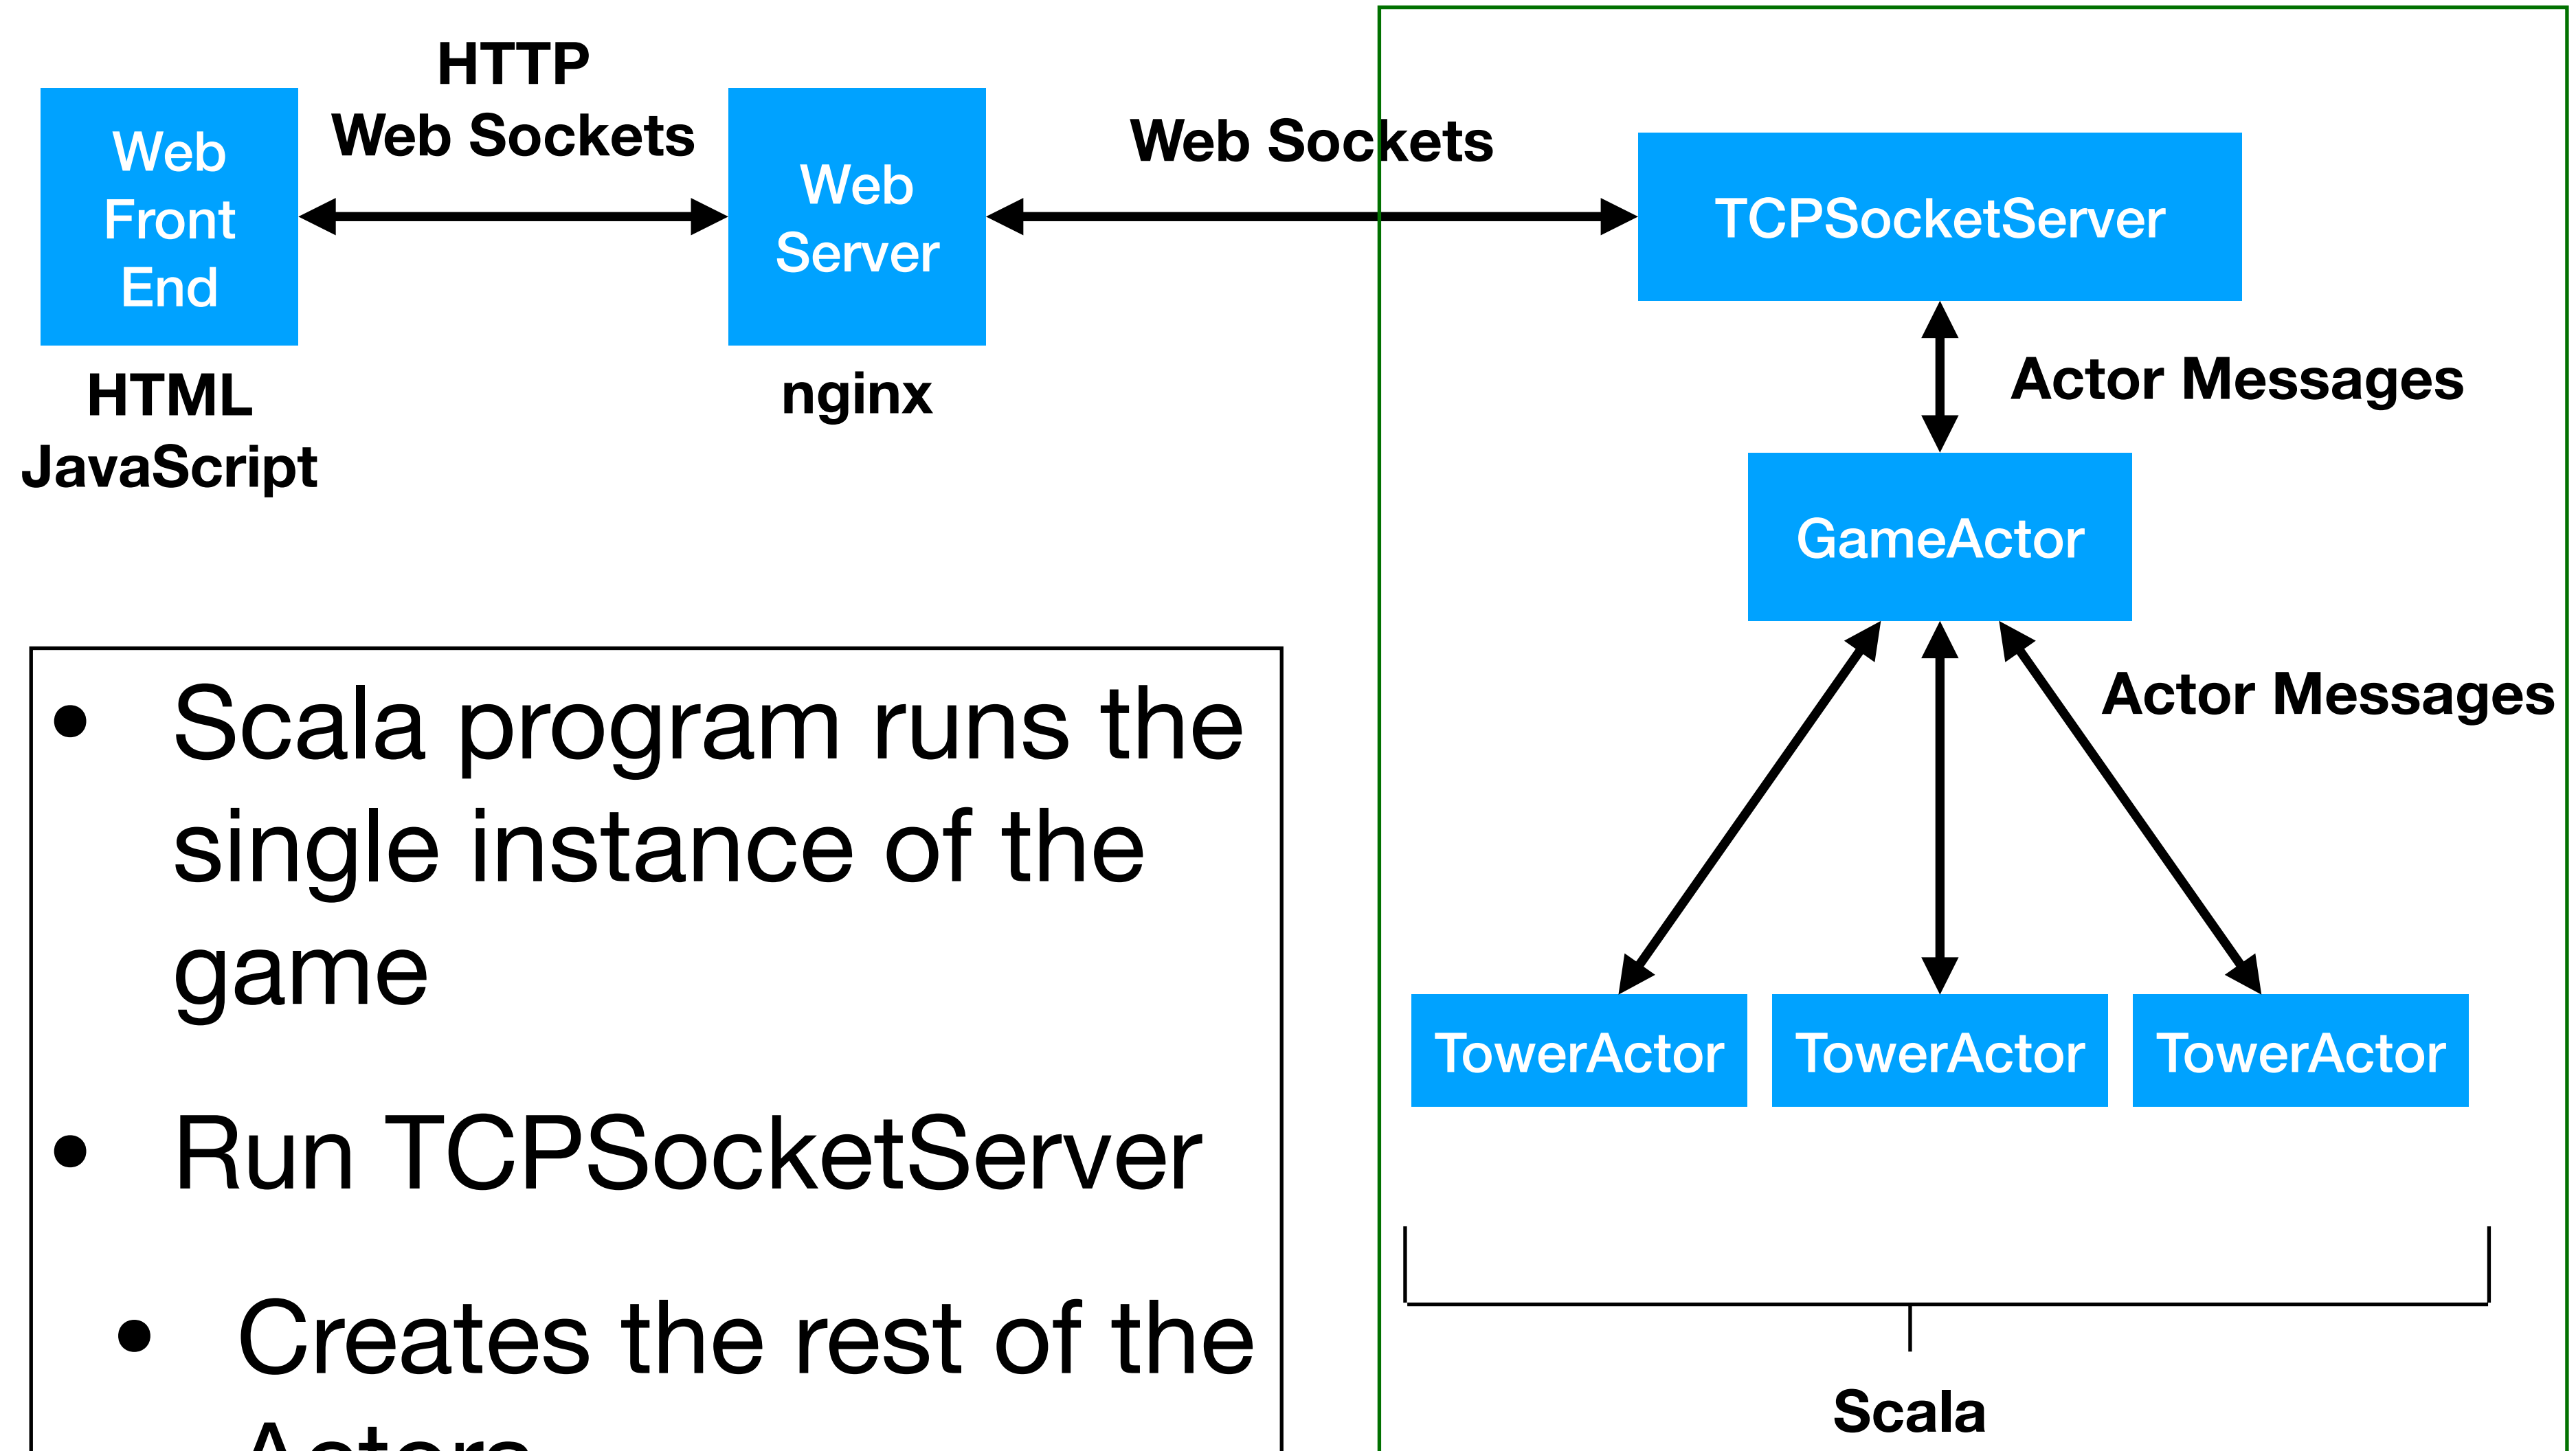 HTTP
Web Sockets
Web
Front
End
HTML
JavaScript
Web
Server
nginx
Web Sockets
TCPSocketServer
Actor Messages
GameActor
Actor Messages
TowerActor
TowerActor
TowerActor
Scala
• Scala program runs the
single instance of the
game
• Run TCPSocketServer
• Creates the rest of the
Actors